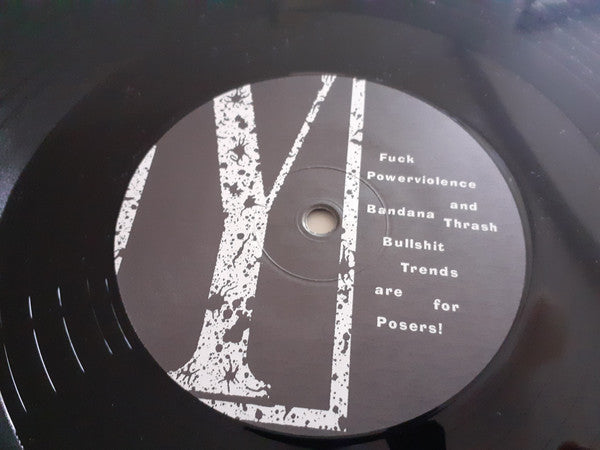 Fuck
Powerviolence
and
Bandana Thrash
Bullshit
Trends
are for
Posers!